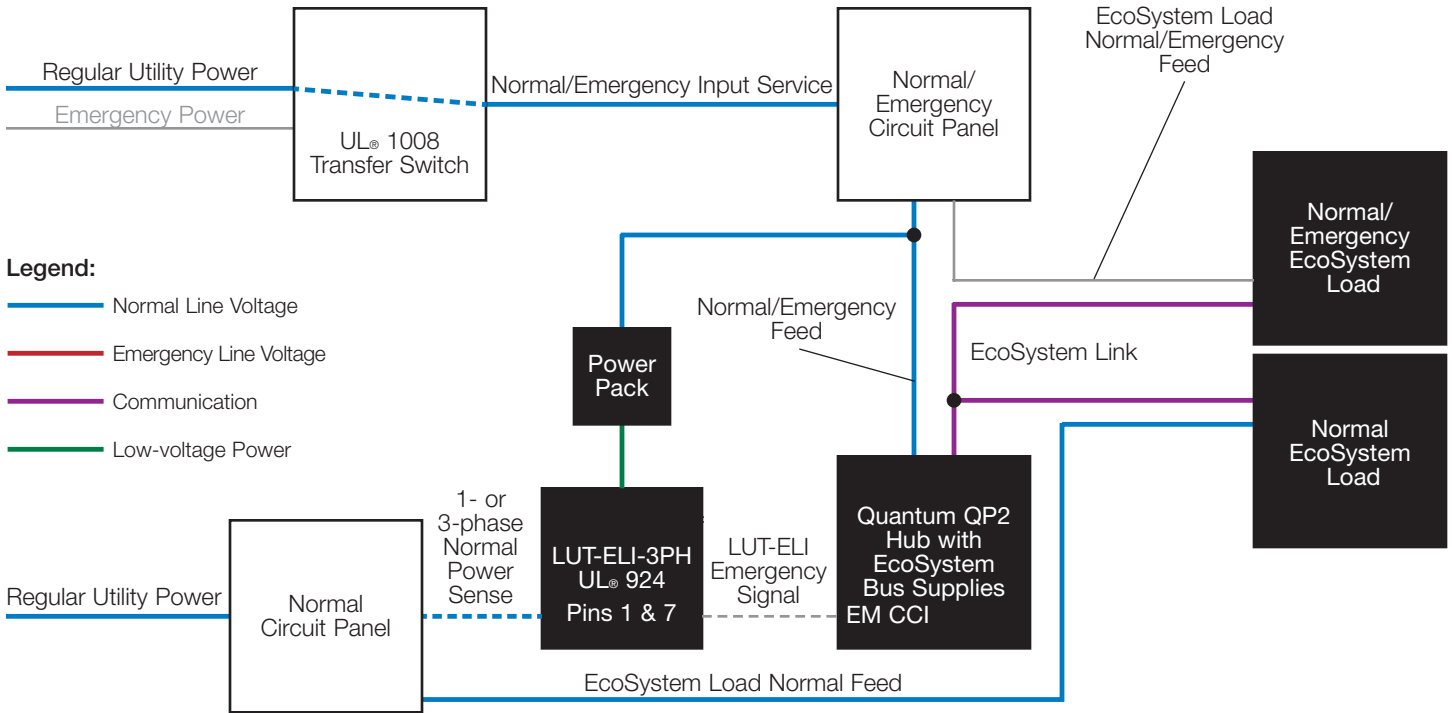 EcoSystem Load
Normal/Emergency
Feed
Regular Utility Power
Emergency Power
UL® 1008
Transfer Switch
Normal/Emergency Input Service
Normal/
Emergency
Circuit Panel
Normal/
Emergency
EcoSystem
Load
Legend:
Normal Line Voltage
Emergency Line Voltage
Communication
Low-voltage Power
Power
Pack
Normal/Emergency
Feed
EcoSystem Link
Normal
EcoSystem
Load
Regular Utility Power
Normal
Circuit Panel
1- or
3-phase
Normal
Power
Sense
LUT-ELI-3PH
UL® 924
Pins 1 & 7
LUT-ELI
Emergency
Signal
Quantum QP2
Hub with
EcoSystem
Bus Supplies
EM CCI
EcoSystem Load Normal Feed